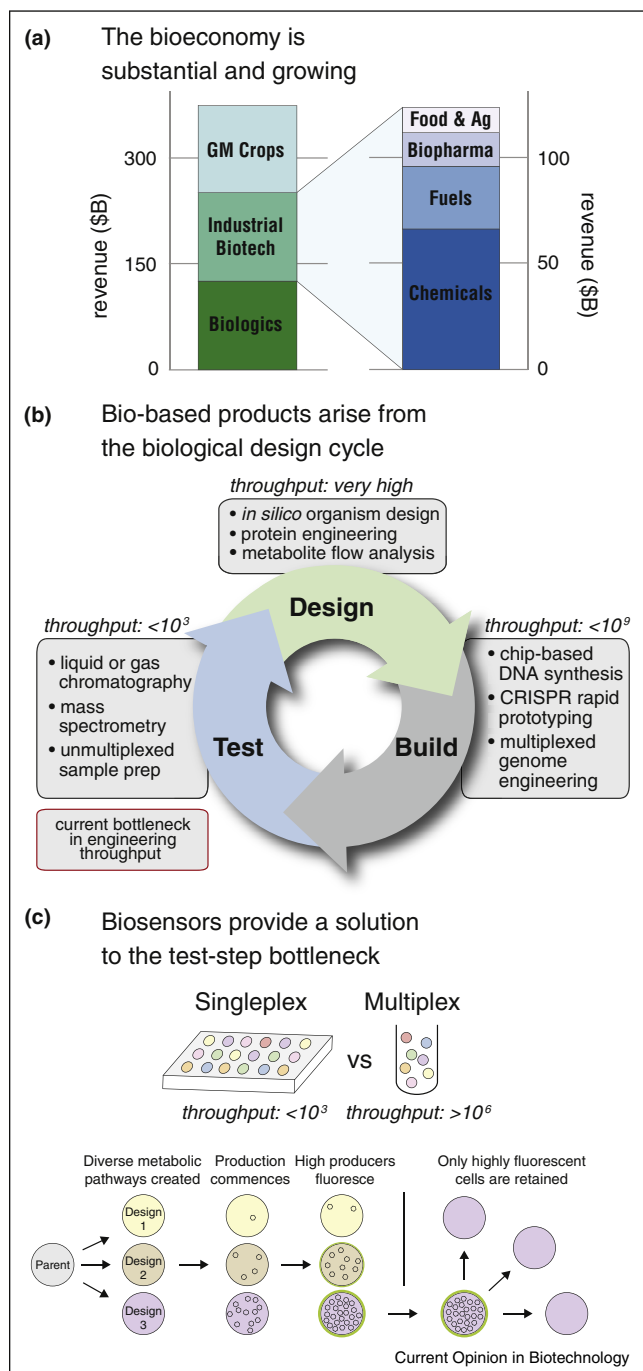 (a) The bioeconomy is
substantial and growing
revenue ($B)
300
150
0
GM Crops
Industrial
Biotech
Biologics
Food & Ag
Biopharma
Fuels
Chemicals
100
50
0
revenue ($B)
(b) Bio-based products arise from
the biological design cycle
throughput: very high
• in silico organism design
• protein engineering
• metabolite flow analysis
throughput: <10³
• liquid or gas
chromatography
• mass
spectrometry
• unmultiplexed
sample prep
throughput: <10⁹
• chip-based
DNA synthesis
• CRISPR rapid
prototyping
• multiplexed
genome
engineering
Design
Test
Build
current bottleneck
in engineering
throughput
(c) Biosensors provide a solution
to the test-step bottleneck
Singleplex
vs
Multiplex
throughput: <10³
throughput: >10⁶
Diverse metabolic
pathways created
Production
commences
High producers
fluoresce
Only highly fluorescent
cells are retained
Parent
Design
1
Design
2
Design
3
Current Opinion in Biotechnology